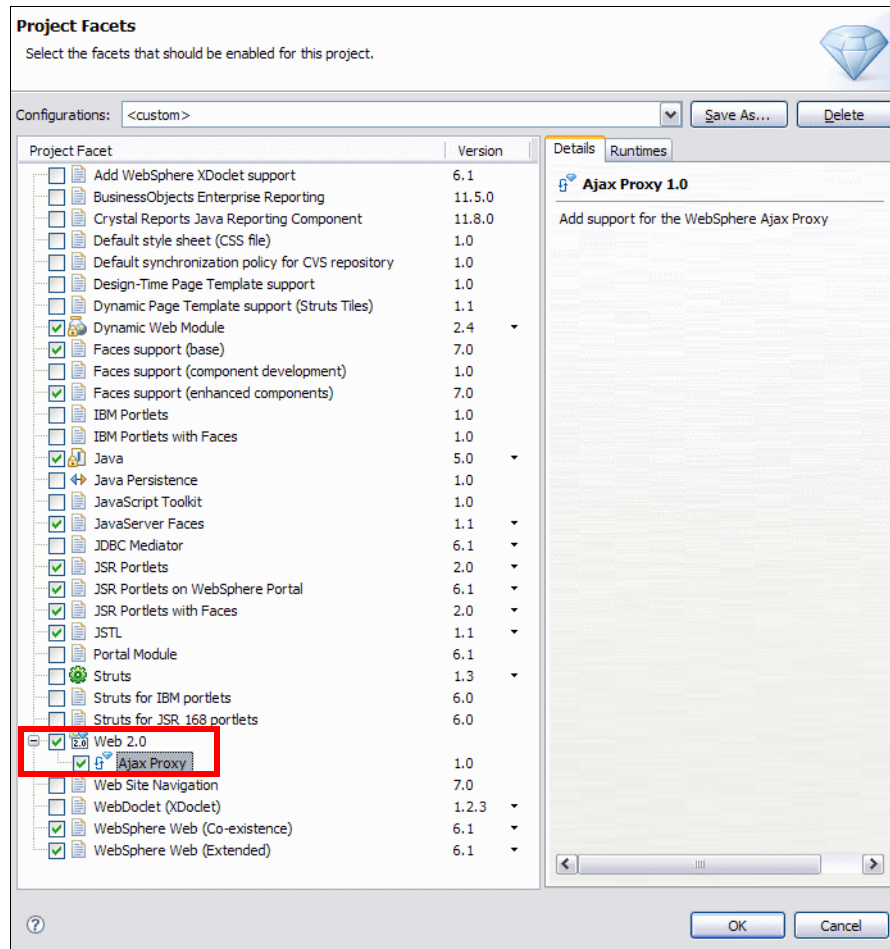 Project Facets
Select the facets that should be enabled for this project.
Configurations: <custom> Save As... Delete
Project Facet Version
Add WebSphere XDoclet support 6.1
BusinessObjects Enterprise Reporting 11.5.0
Crystal Reports Java Reporting Component 11.8.0
Default style sheet (CSS file) 1.0
Default synchronization policy for CVS repository 1.0
Design-Time Page Template support 1.0
Dynamic Page Template support (Struts Tiles) 1.1
Dynamic Web Module 2.4
Faces support (base) 7.0
Faces support (component development) 1.0
Faces support (enhanced components) 7.0
IBM Portlets 1.0
IBM Portlets with Faces 1.0
Java 5.0
Java Persistence 1.0
JavaScript Toolkit 1.0
JavaServer Faces 1.1
JDBC Mediator 6.1
JSR Portlets 2.0
JSR Portlets on WebSphere Portal 6.1
JSR Portlets with Faces 2.0
JSTL 1.1
Portal Module 6.1
Struts 1.3
Struts for IBM portlets 6.0
Struts for JSR 168 portlets 6.0
2.0 Web 2.0
Ajax Proxy 1.0
Web Site Navigation 7.0
WebDoclet (XDoclet) 1.2.3
WebSphere Web (Co-existence) 6.1
WebSphere Web (Extended) 6.1
Details Runtimes
Ajax Proxy 1.0
Add support for the WebSphere Ajax Proxy
? OK Cancel